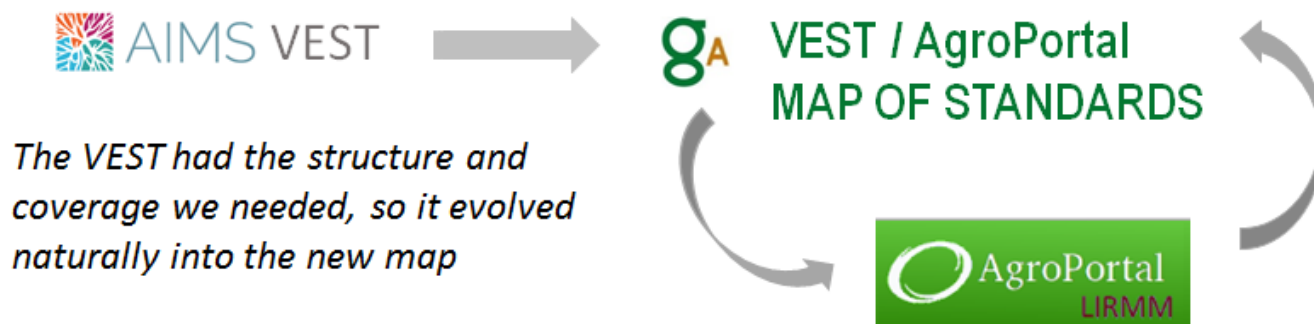 AIMS VEST
gA VEST / AgroPortal
MAP OF STANDARDS
The VEST had the structure and
coverage we needed, so it evolved
naturally into the new map
AgroPortal
LIRMM